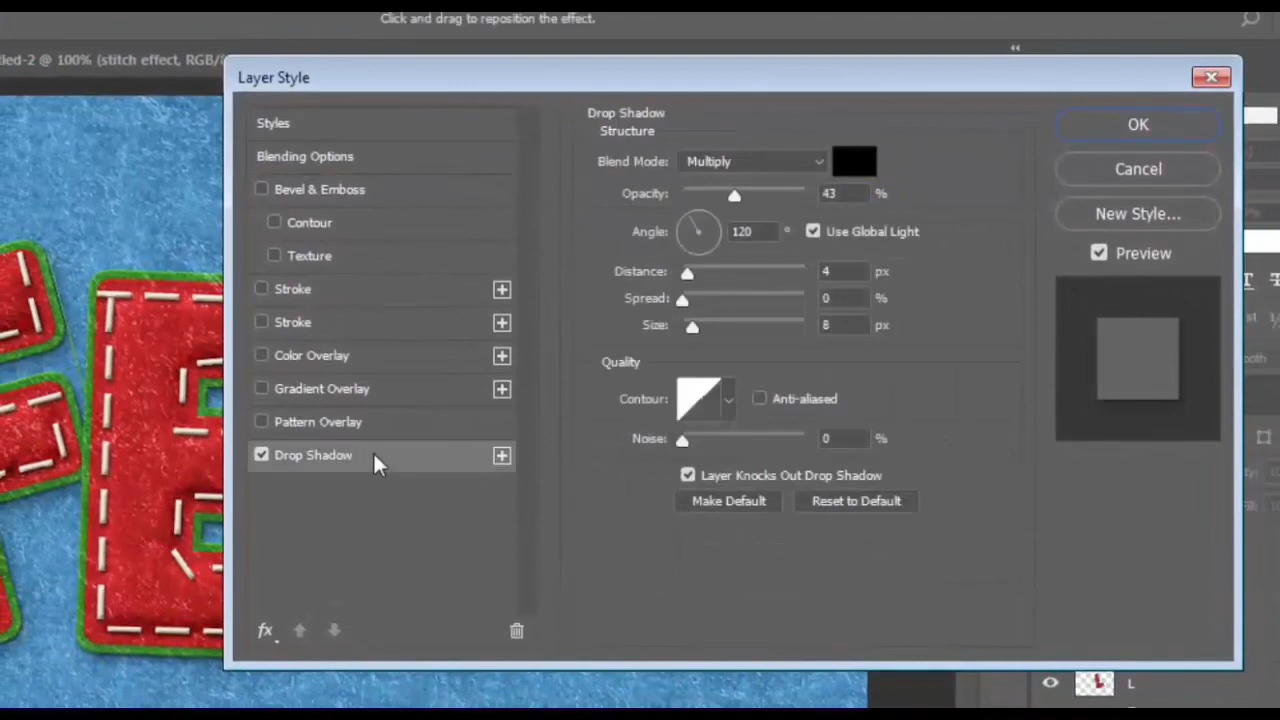 Click and drag to reposition the effect.
tled-2 @ 100% (stitch effect, RGB/
Layer Style
Styles
Blending Options
Bevel & Emboss
Contour
Texture
Stroke
Stroke
Color Overlay
Gradient Overlay
Pattern Overlay
Drop Shadow
fx
Drop Shadow
Structure
Blend Mode: Multiply
Opacity: 43 %
Angle: 120 ° Use Global Light
Distance: 4 px
Spread: 0 %
Size: 8 px
Quality
Contour: Anti-aliased
Noise: 0 %
Layer Knocks Out Drop Shadow
Make Default Reset to Default
OK
Cancel
New Style...
Preview
L